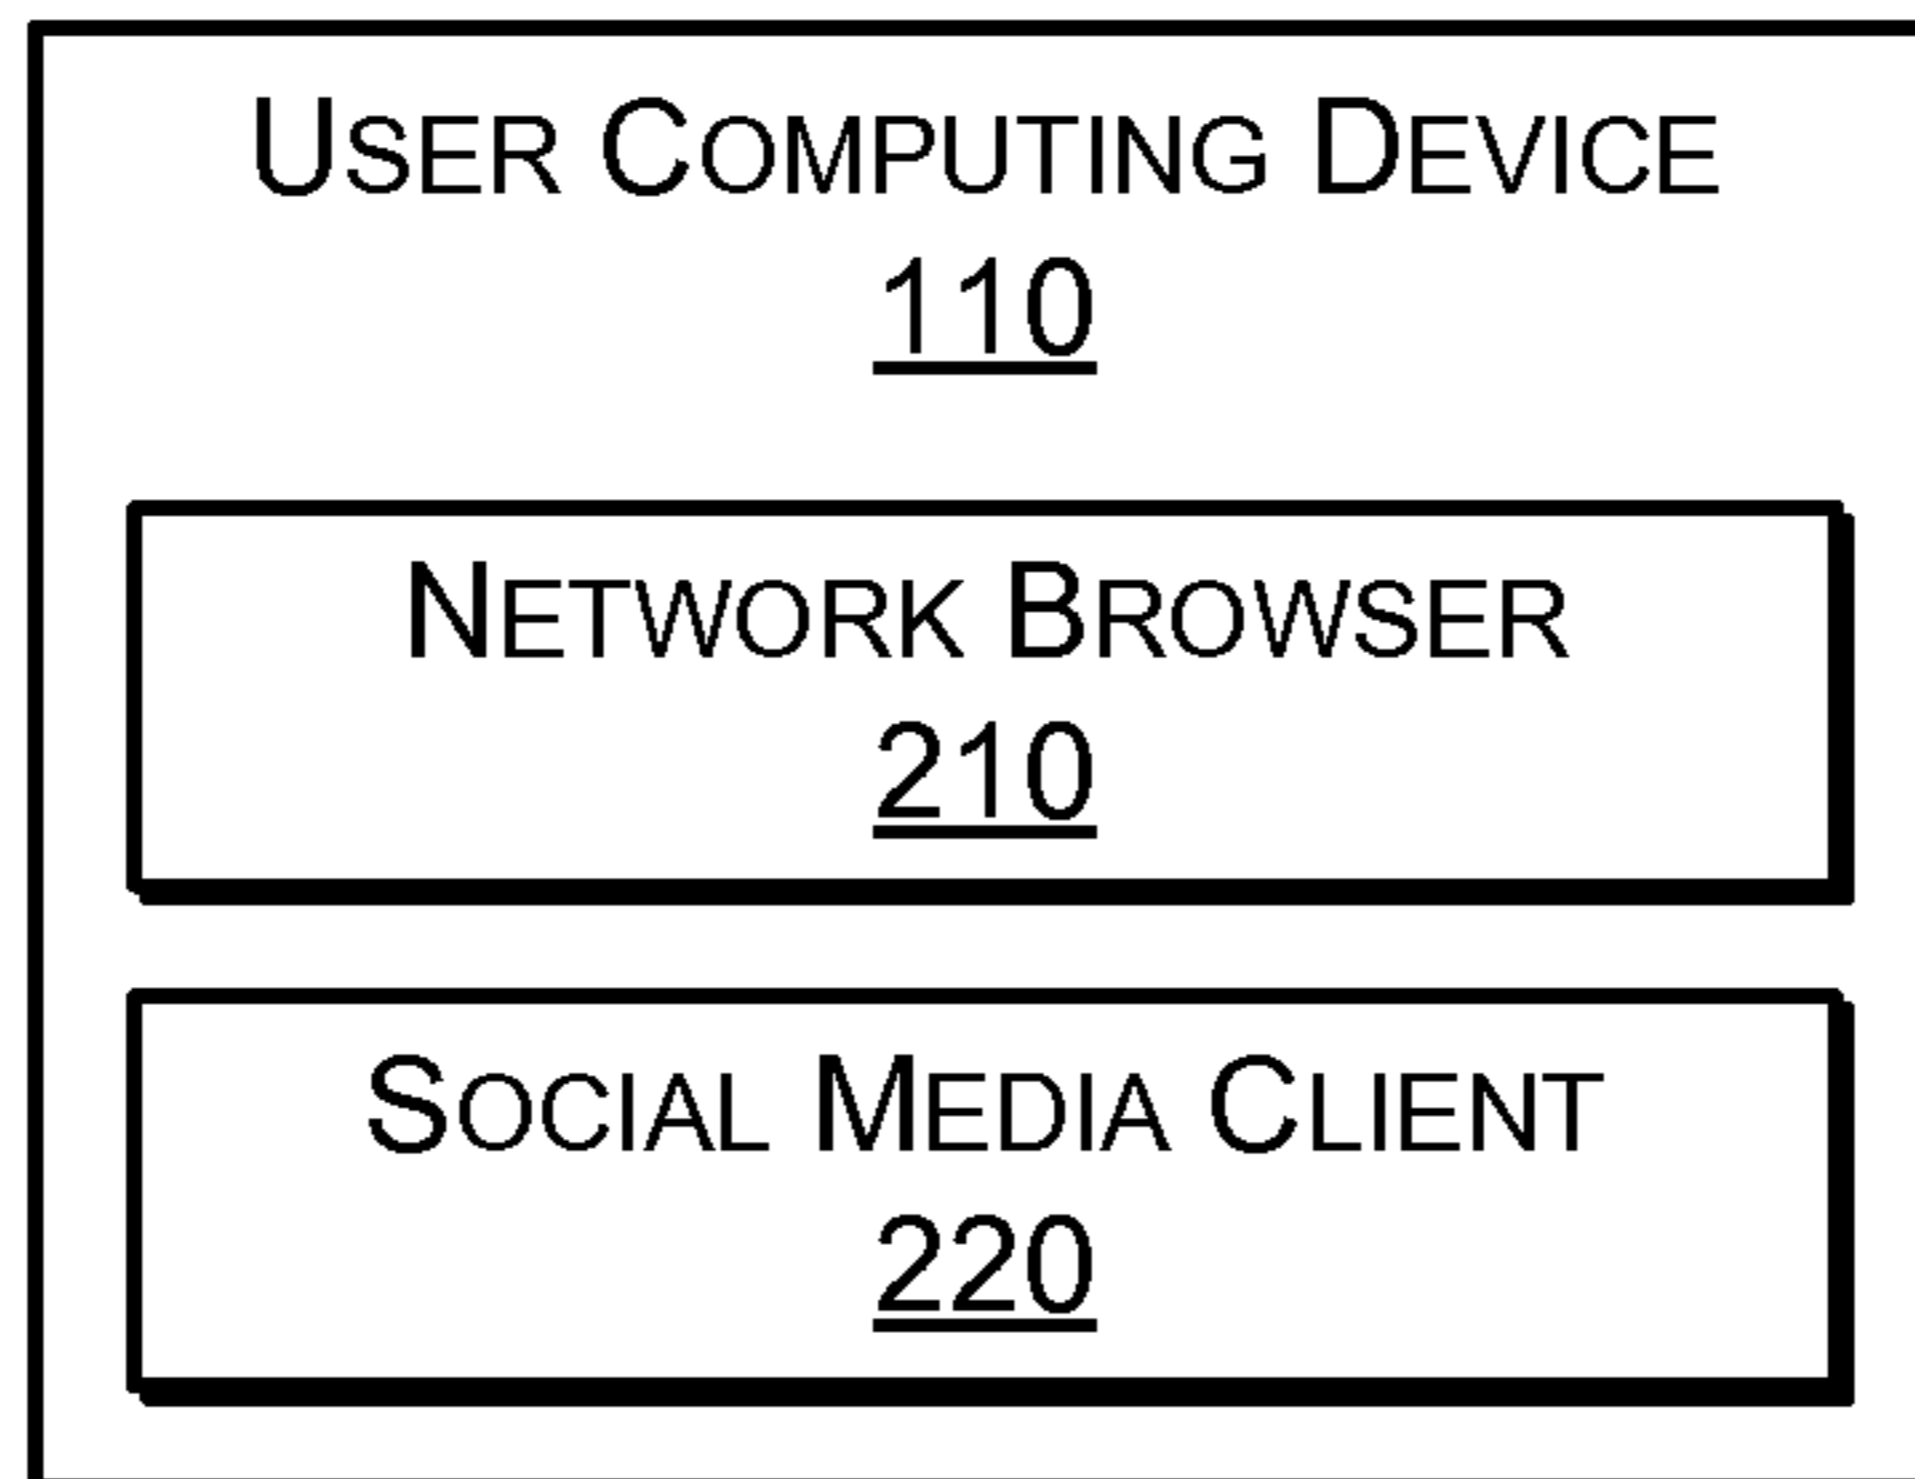 USER COMPUTING DEVICE
110
NETWORK BROWSER
210
SOCIAL MEDIA CLIENT
220